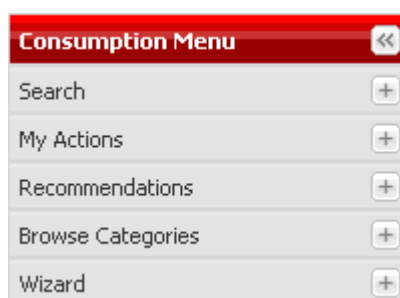 Consumption Menu
Search
My Actions
Recommendations
Browse Categories
Wizard